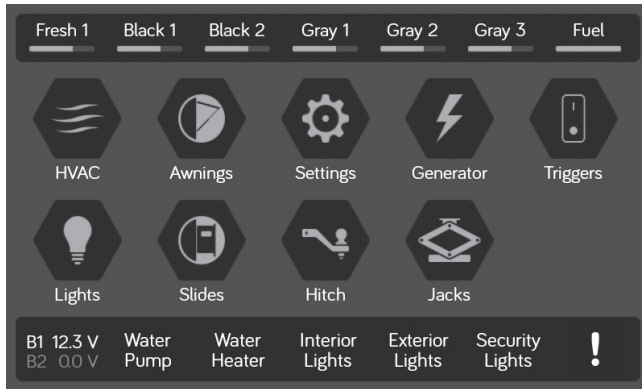 Fresh 1 Black 1 Black 2 Gray 1 Gray 2 Gray 3 Fuel
HVAC Awnings Settings Generator Triggers
Lights Slides Hitch Jacks
B1 12.3 V Water Water Interior Exterior Security !
B2 0.0 V Pump Heater Lights Lights Lights